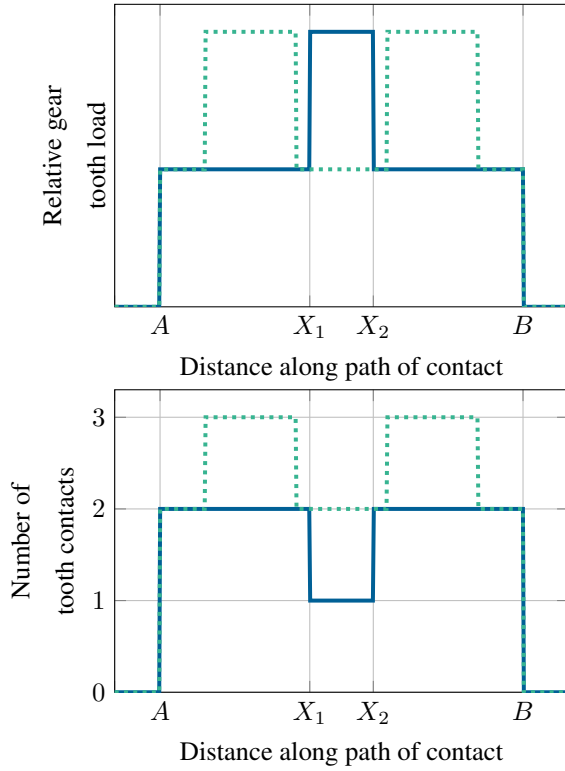 Relative gear
tooth load
A X₁ X₂ B
Distance along path of contact
Number of
tooth contacts
3
2
1
0
A X₁ X₂ B
Distance along path of contact